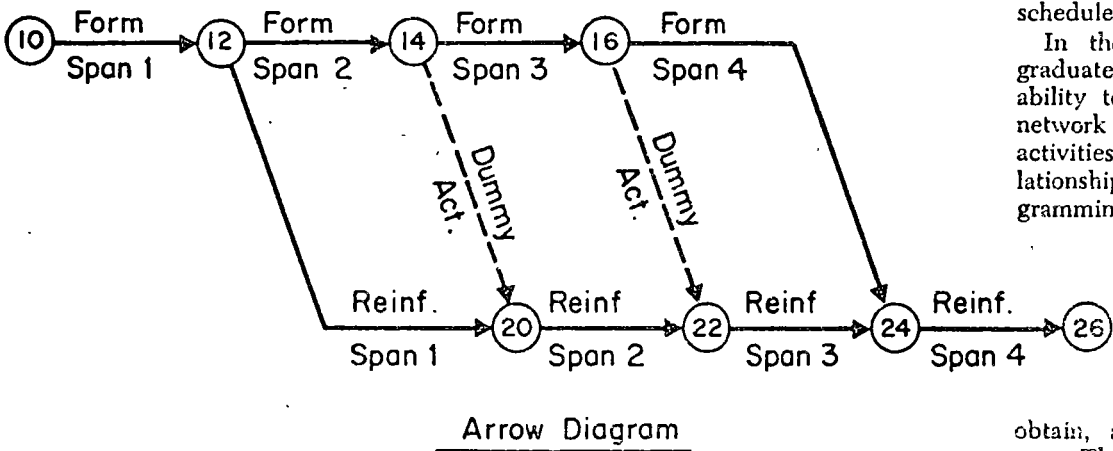 Form Form Form Form
10 12 14 16
Span 1 Span 2 Span 3 Span 4
Dummy
Act.
Dummy
Act.
Reinf. Reinf Reinf Reinf.
20 22 24 26
Span 1 Span 2 Span 3 Span 4
Arrow Diagram
schedule
In the
graduate
ability to
network
activities
lationship
grammin
obtain, a